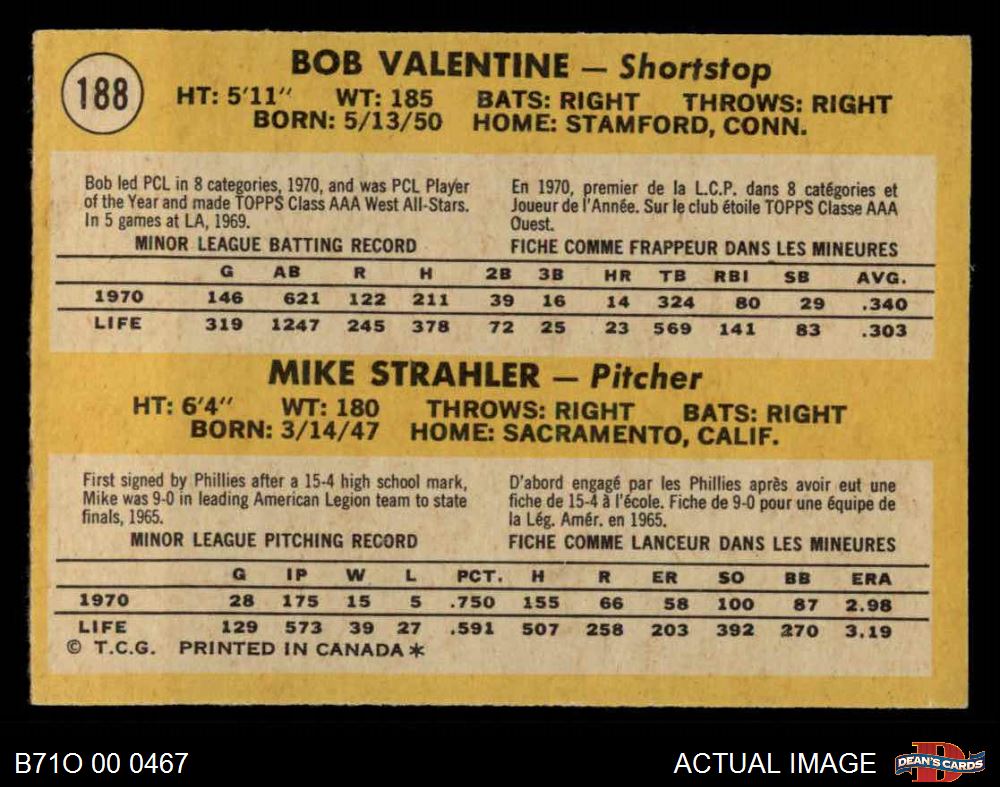 188
BOB VALENTINE — Shortstop
HT: 5'11" WT: 185 BATS: RIGHT THROWS: RIGHT
BORN: 5/13/50 HOME: STAMFORD, CONN.
Bob led PCL in 8 categories, 1970, and was PCL Player
of the Year and made TOPPS Class AAA West All-Stars.
In 5 games at LA, 1969.
MINOR LEAGUE BATTING RECORD
En 1970, premier de la L.C.P. dans 8 catégories et
Joueur de l'Année. Sur le club étoile TOPPS Classe AAA
Ouest.
FICHE COMME FRAPPEUR DANS LES MINEURES
G AB R H 2B 3B HR TB RBI SB AVG.
1970 146 621 122 211 39 16 14 324 80 29 .340
LIFE 319 1247 245 378 72 25 23 569 141 83 .303
MIKE STRAHLER — Pitcher
HT: 6'4" WT: 180 THROWS: RIGHT BATS: RIGHT
BORN: 3/14/47 HOME: SACRAMENTO, CALIF.
First signed by Phillies after a 15-4 high school mark,
Mike was 9-0 in leading American Legion team to state
finals, 1965.
MINOR LEAGUE PITCHING RECORD
D'abord engagé par les Phillies après avoir eut une
fiche de 15-4 à l'école. Fiche de 9-0 pour une équipe de
la Lég. Amér. en 1965.
FICHE COMME LANCEUR DANS LES MINEURES
G IP W L PCT. H R ER SO BB ERA
1970 28 175 15 5 .750 155 66 58 100 87 2.98
LIFE 129 573 39 27 .591 507 258 203 392 270 3.19
© T.C.G. PRINTED IN CANADA *
B71O 00 0467
ACTUAL IMAGE
DEAN'S CARDS